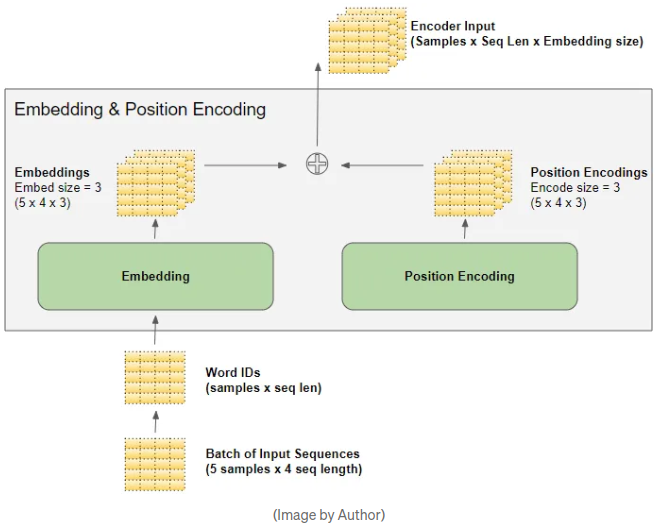 Encoder Input
(Samples x Seq Len x Embedding size)
Embedding & Position Encoding
Embeddings
Embed size = 3
(5 x 4 x 3)
Position Encodings
Encode size = 3
(5 x 4 x 3)
Embedding
Position Encoding
Word IDs
(samples x seq len)
Batch of Input Sequences
(5 samples x 4 seq length)
(Image by Author)